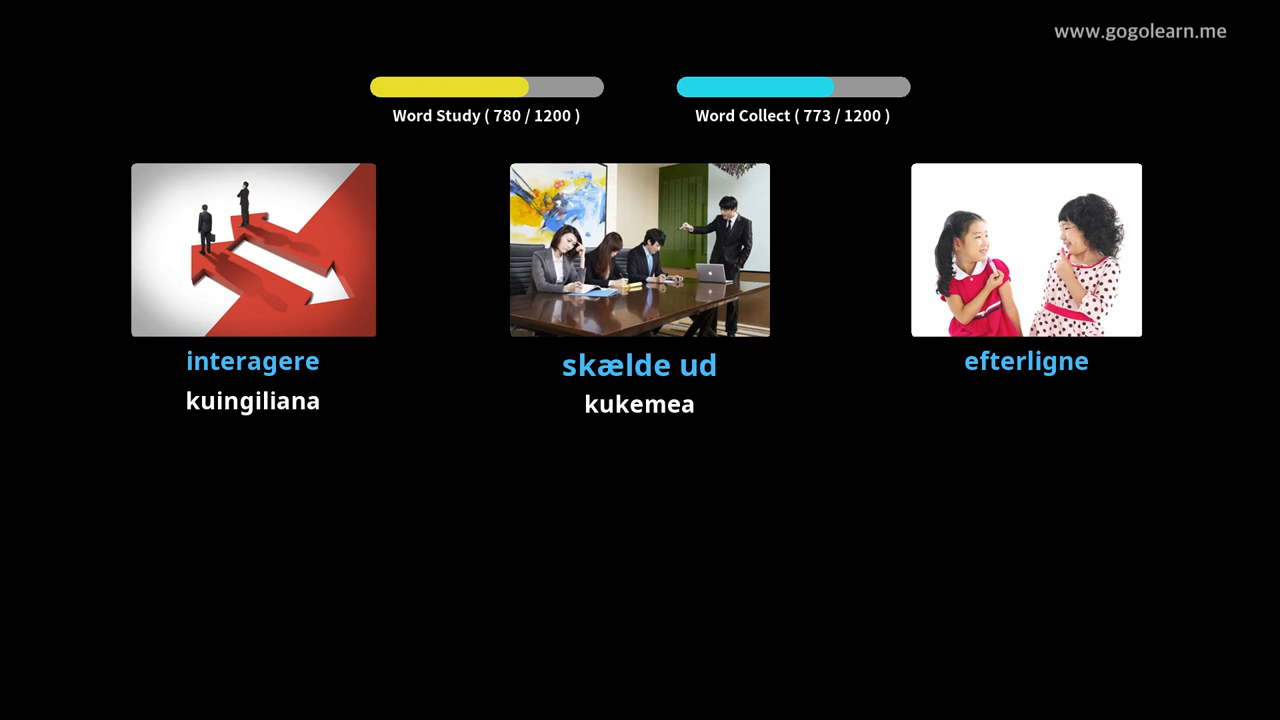 www.gogolearn.me
Word Study ( 780 / 1200 )
Word Collect ( 773 / 1200 )
interagere
kuingiliana
skælde ud
kukemea
efterligne